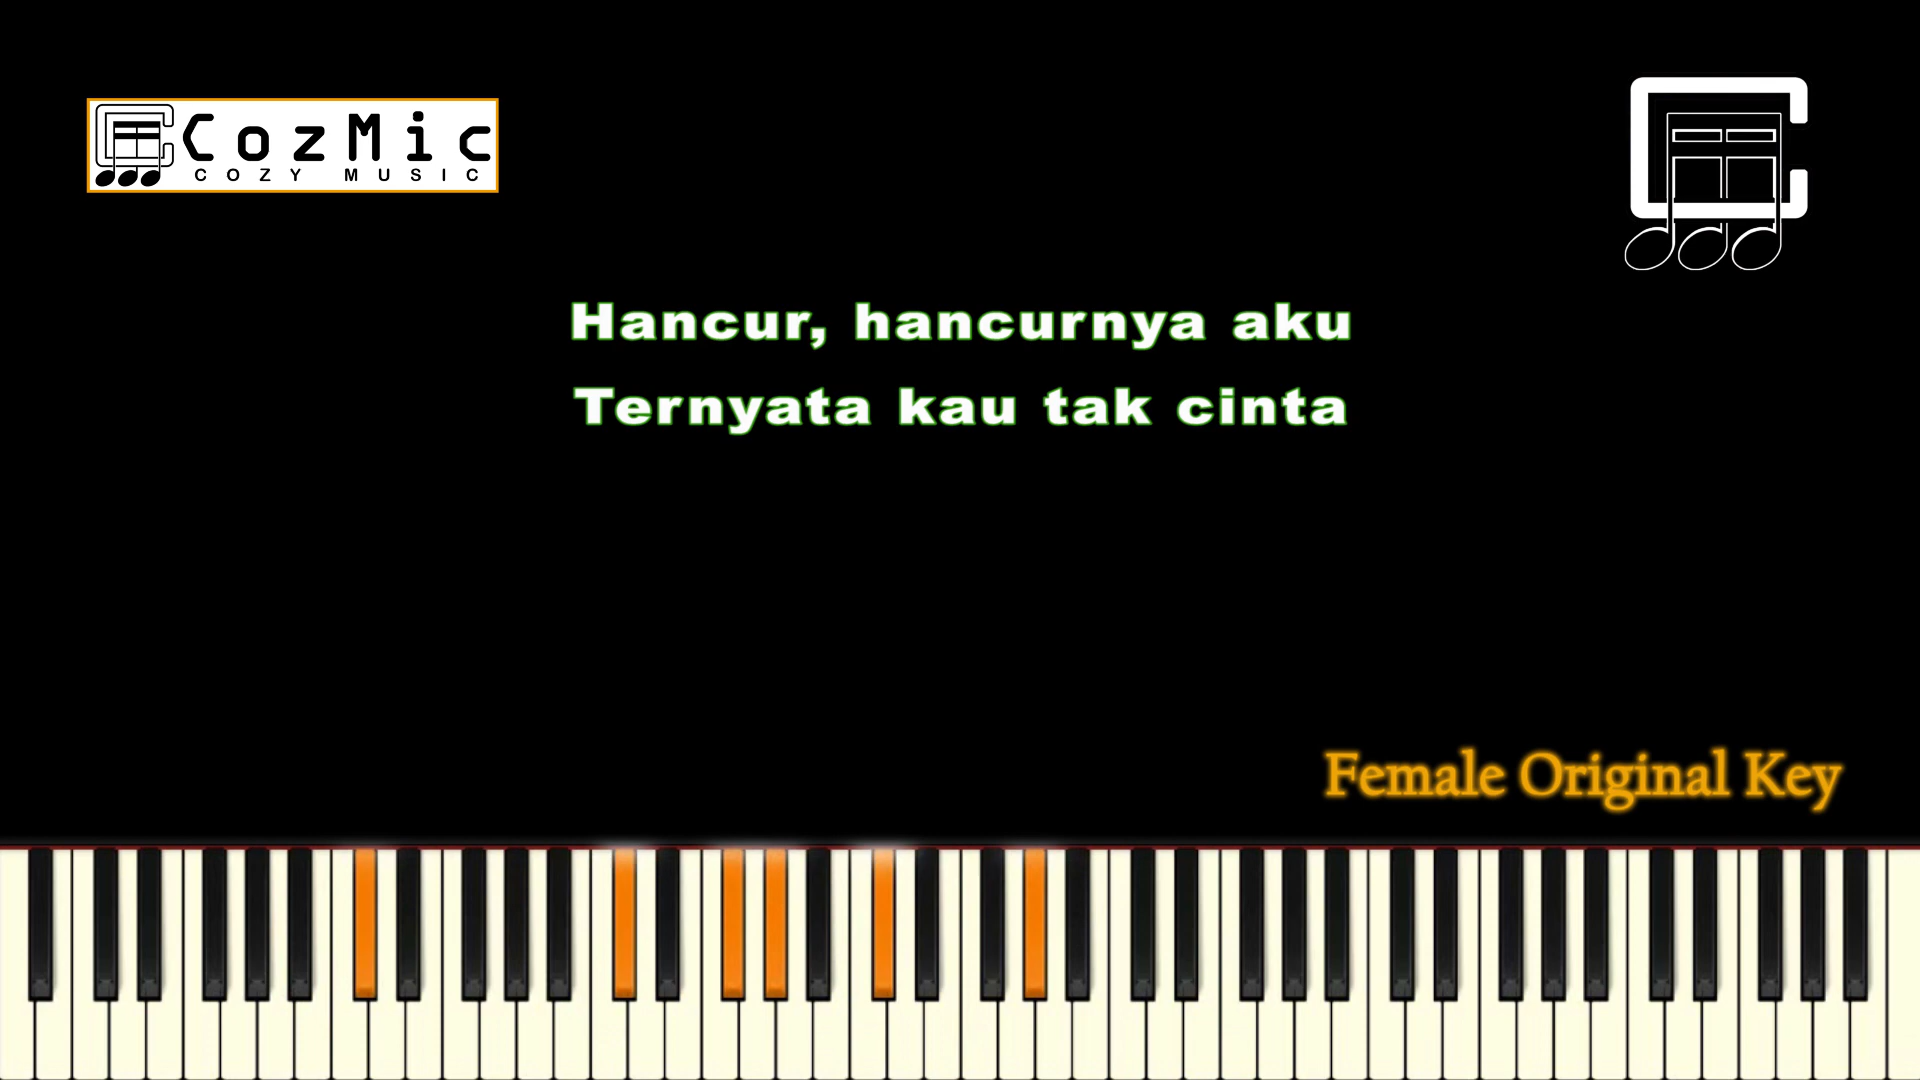 CozMic
COZY MUSIC
Hancur, hancurnya aku
Ternyata kau tak cinta
Female Original Key